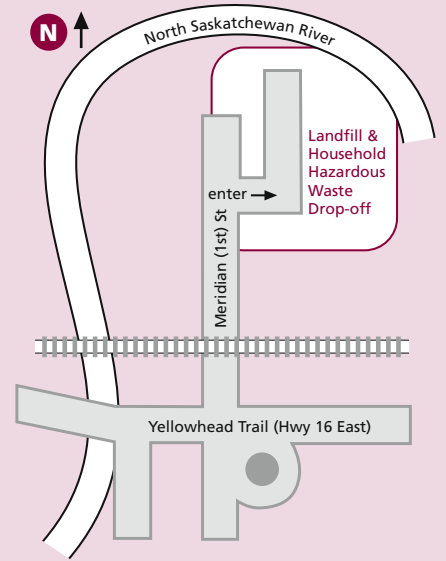 N
North Saskatchewan River
Landfill &
Household
Hazardous
Waste
Drop-off
enter
Meridian (1st) St
Yellowhead Trail (Hwy 16 East)